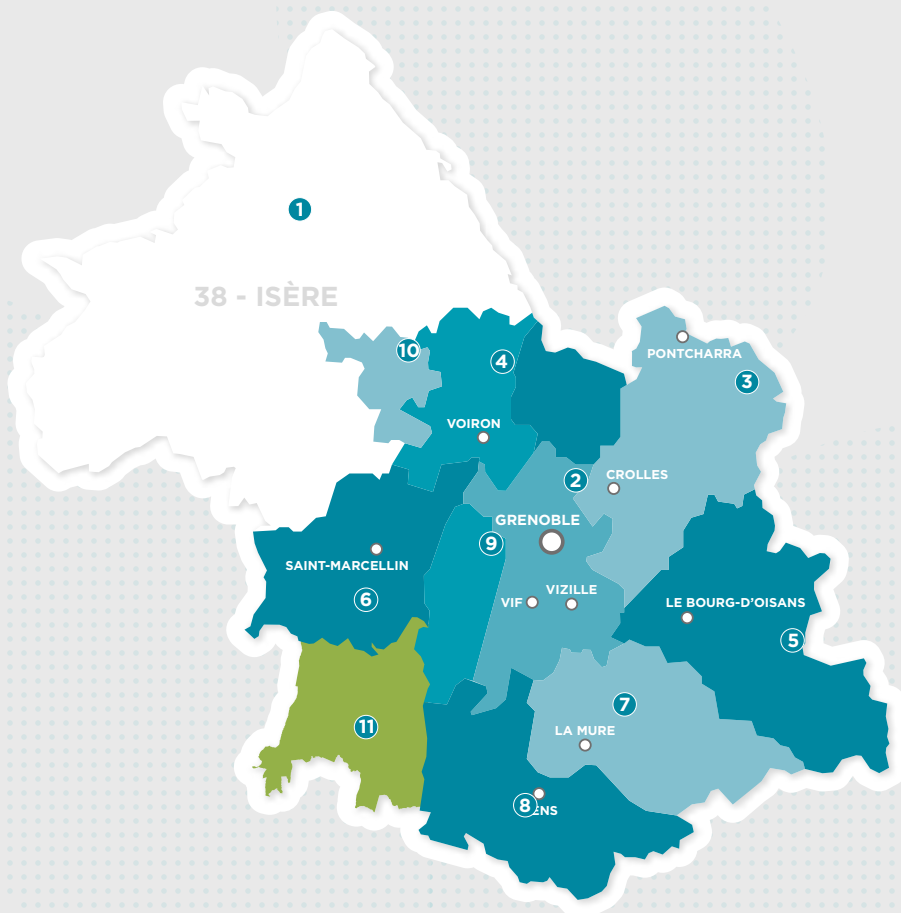 1
38 - ISÈRE
10
4
PONTCHARRA
3
VOIRON
2
CROLLES
GRENOBLE
9
SAINT-MARCELLIN
6
VIF
VIZILLE
LE BOURG-D'OISANS
5
7
11
LA MURE
8
ENS